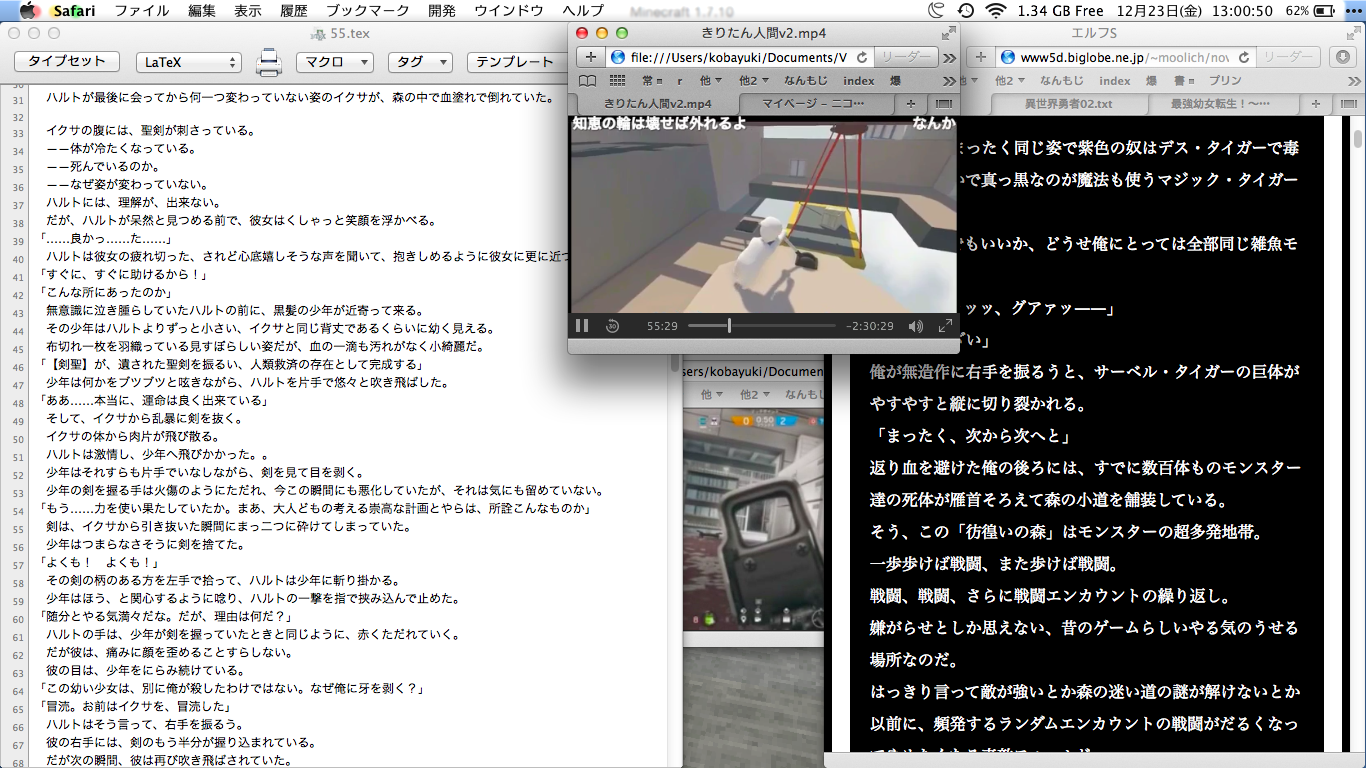 Safari ファイル 編集 表示 履歴 ブックマーク 開発 ウインドウ ヘルプ Minecraft 1.7.10 1.34 GB Free 12月23日(金) 13:00:50 62%
55.tex
タイプセット LaTeX マクロ タグ テンプレート
31 ハルトが最後に会ってから何一つ変わっていない姿のイクサが、森の中で血塗れで倒れていた。
32
33 イクサの腹には、聖剣が刺さっている。
34 ーー体が冷たくなっている。
35 ーー死んでいるのか。
36 ーーなぜ姿が変わっていない。
37 ハルトには、理解が、出来ない。
38 だが、ハルトが呆然と見つめる前で、彼女はくしゃっと笑顔を浮かべる。
39 「……良かっ……た……」
40 ハルトは彼女の疲れ切った、されど心底嬉しそうな声を聞いて、抱きしめるように彼女に更に近づ
41 「すぐに、すぐに助けるから！」
42 「こんな所にあったのか」
43 無意識に泣き腫らしていたハルトの前に、黒髪の少年が近寄って来る。
44 その少年はハルトよりずっと小さい、イクサと同じ背丈であるくらいに幼く見える。
45 布切れ一枚を羽織っている見すぼらしい姿だが、血の一滴も汚れがなく小綺麗だ。
46 「【剣聖】が、遺された聖剣を振るい、人類救済の存在として完成する」
47 少年は何かをブツブツと呟きながら、ハルトを片手で悠々と吹き飛ばした。
48 「ああ……本当に、運命は良く出来ている」
49 そして、イクサから乱暴に剣を抜く。
50 イクサの体から肉片が飛び散る。
51 ハルトは激情し、少年へ飛びかかった。。
52 少年はそれすらも片手でいなしながら、剣を見て目を剥く。
53 少年の剣を握る手は火傷のようにただれ、今この瞬間にも悪化していたが、それは気にも留めていない。
54 「もう……力を使い果たしていたか。まあ、大人どもの考える崇高な計画とやらは、所詮こんなものか」
55 剣は、イクサから引き抜いた瞬間にまっ二つに砕けてしまっていた。
56 少年はつまらなさそうに剣を捨てた。
57 「よくも！　よくも！」
58 その剣の柄のある方を左手で拾って、ハルトは少年に斬り掛かる。
59 少年はほう、と関心するように唸り、ハルトの一撃を指で挟み込んで止めた。
60 「随分とやる気満々だな。だが、理由は何だ？」
61 ハルトの手は、少年が剣を握っていたときと同じように、赤くただれていく。
62 だが彼は、痛みに顔を歪めることすらしない。
63 彼の目は、少年をにらみ続けている。
64 「この幼い少女は、別に俺が殺したわけではない。なぜ俺に牙を剥く？」
65 「冒流。お前はイクサを、冒流した」
66 ハルトはそう言って、右手を振るう。
67 彼の右手には、剣のもう半分が握り込まれている。
68 だが次の瞬間、彼は再び吹き飛ばされていた。
きりたん人間v2.mp4
file:///Users/kobayuki/Documents/V リーダー
常 r 他 他2 なんもじ index 爆
きりたん人間v2.mp4 マイページ – ニコ…
知恵の輪は壊せば外れるよ なんか
30 55:29 -2:30:29
sers/kobayuki/Documen
他 他2 なんもし
0 0:50 2
エルフS
www5d.biglobe.ne.jp/~moolich/nov リーダー
他 他2 なんもじ index 爆 書 プリン
異世界勇者02.txt 最強幼女転生！～…
まったく同じ姿で紫色の奴はデス・タイガーで毒
で真っ黒なのが魔法も使うマジック・タイガー
もいいか、どうせ俺にとっては全部同じ雑魚モ
ッッ、グアァッ――」
い」
俺が無造作に右手を振るうと、サーベル・タイガーの巨体が
やすやすと縦に切り裂かれる。
「まったく、次から次へと」
返り血を避けた俺の後ろには、すでに数百体ものモンスター
達の死体が雁首そろえて森の小道を舗装している。
そう、この「彷徨いの森」はモンスターの超多発地帯。
一歩歩けば戦闘、また歩けば戦闘。
戦闘、戦闘、さらに戦闘エンカウントの繰り返し。
嫌がらせとしか思えない、昔のゲームらしいやる気のうせる
場所なのだ。
はっきり言って敵が強いとか森の迷い道の謎が解けないとか
以前に、頻発するランダムエンカウントの戦闘がだるくなっ